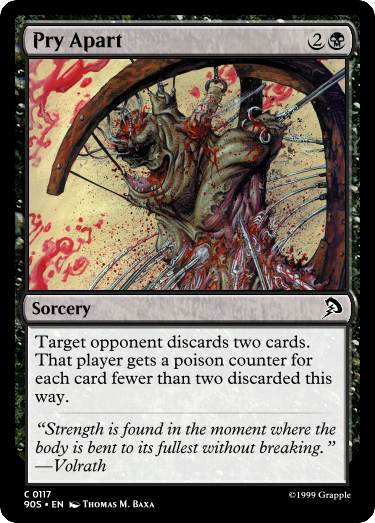 Pry Apart 2
Sorcery
Target opponent discards two cards.
That player gets a poison counter for
each card fewer than two discarded this
way.
“Strength is found in the moment where the
body is bent to its fullest without breaking.”
—Volrath
C 0117
90S • EN Thomas M. Baxa
©1999 Grapple